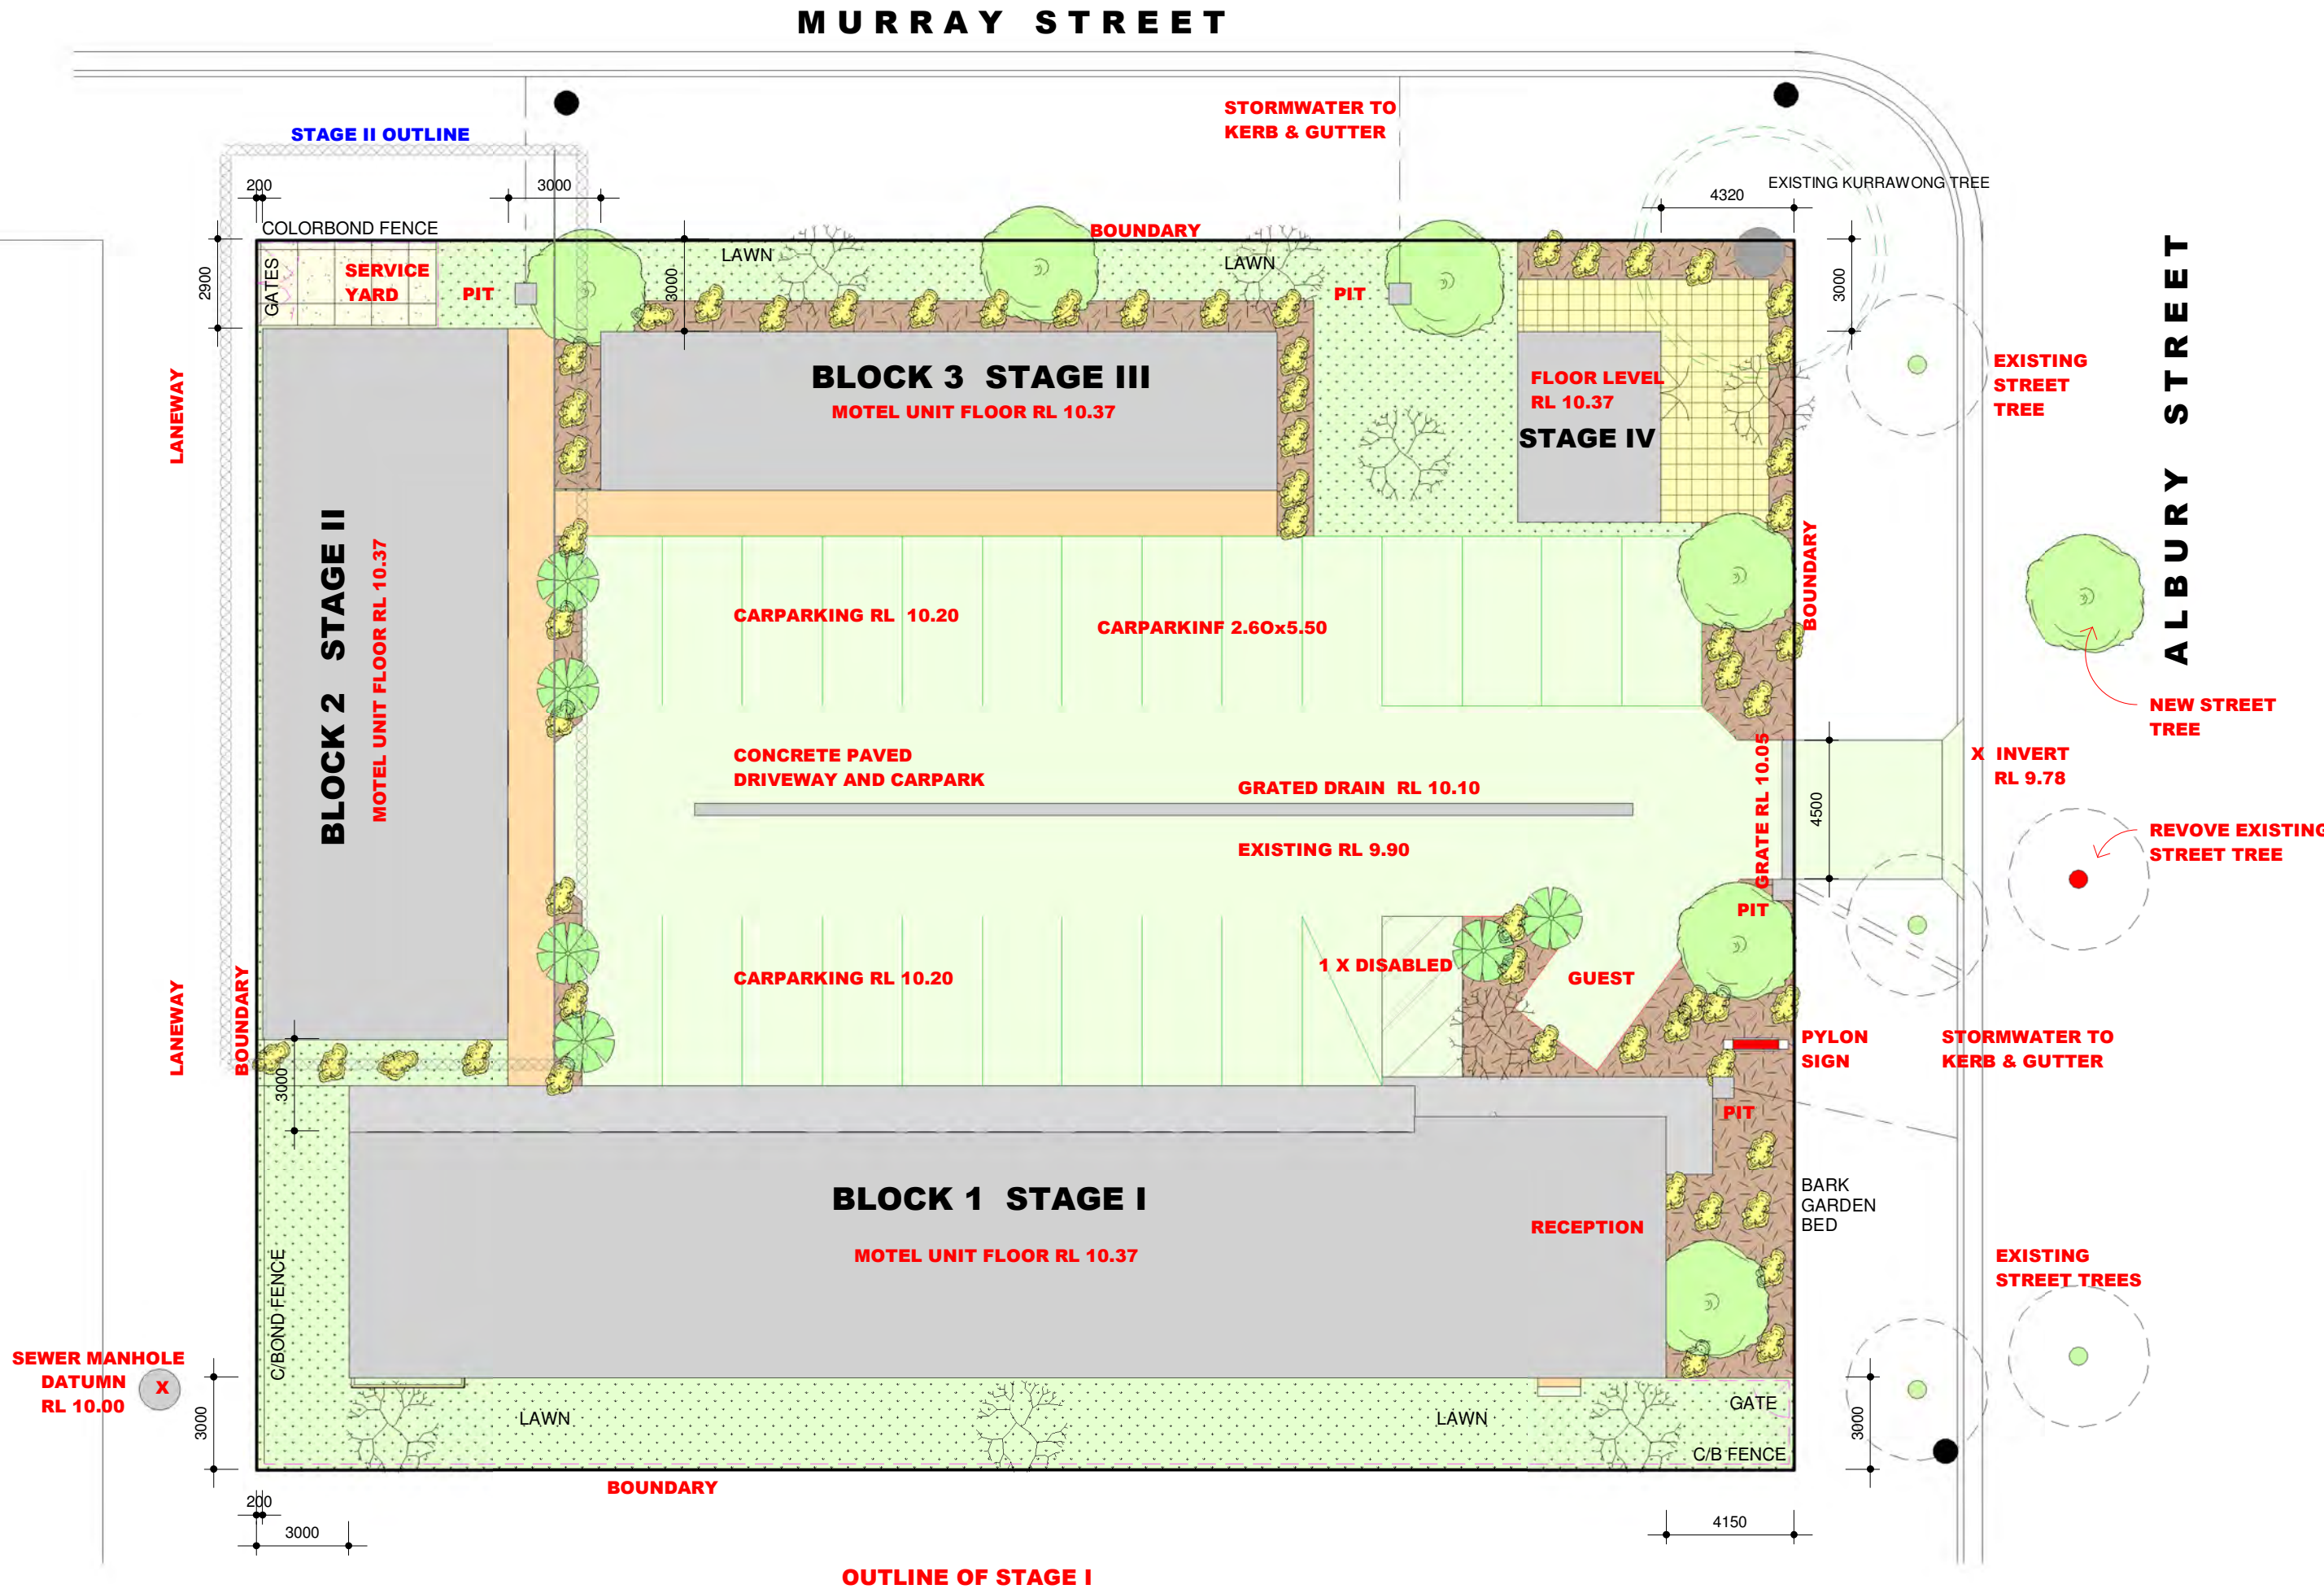 MURRAY STREET
STORMWATER TO
KERB & GUTTER
STAGE II OUTLINE
200
3000
4320
EXISTING KURRAWONG TREE
COLORBOND FENCE
BOUNDARY
LAWN
LAWN
2900
GATES
SERVICE
YARD
PIT
3000
PIT
3000
ALBURY STREET
LANEWAY
BLOCK 3 STAGE III
MOTEL UNIT FLOOR RL 10.37
FLOOR LEVEL
RL 10.37
STAGE IV
EXISTING
STREET
TREE
BLOCK 2 STAGE II
MOTEL UNIT FLOOR RL 10.37
BOUNDARY
CARPARKING RL 10.20
CARPARKINF 2.6Ox5.50
NEW STREET
TREE
CONCRETE PAVED
DRIVEWAY AND CARPARK
GRATED DRAIN RL 10.10
GRATE RL 10.05
4500
X INVERT
RL 9.78
EXISTING RL 9.90
REVOVE EXISTING
STREET TREE
PIT
LANEWAY
BOUNDARY
CARPARKING RL 10.20
1 X DISABLED
GUEST
PYLON
SIGN
STORMWATER TO
KERB & GUTTER
3000
PIT
BLOCK 1 STAGE I
MOTEL UNIT FLOOR RL 10.37
RECEPTION
BARK
GARDEN
BED
EXISTING
STREET TREES
C/BOND FENCE
SEWER MANHOLE
DATUMN
RL 10.00
X
3000
LAWN
LAWN
GATE
C/B FENCE
3000
BOUNDARY
200
3000
4150
OUTLINE OF STAGE I